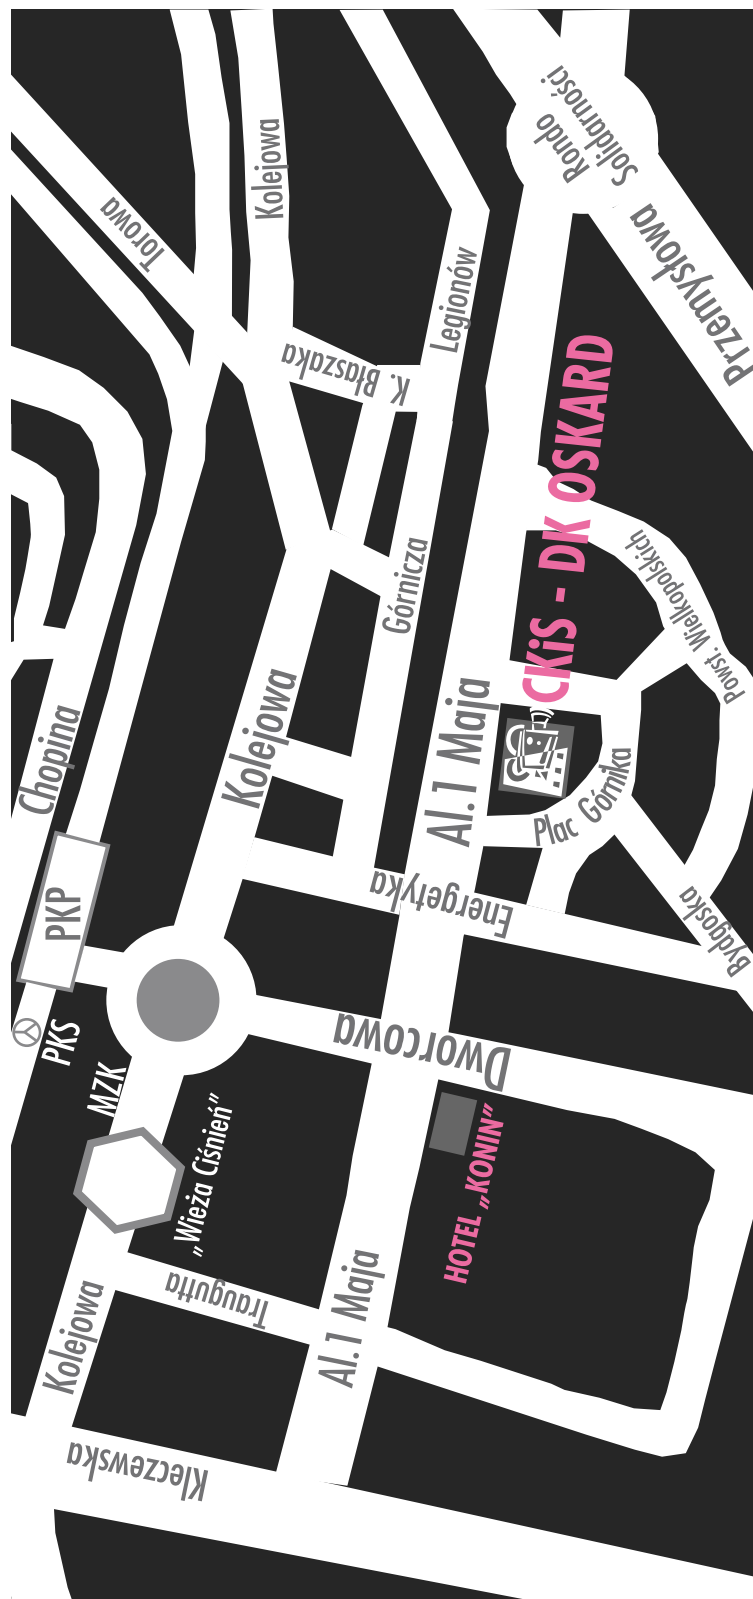 Rondo
Solidarności
Kolejowa
Torowa
Przemysłowa
Legionów
K. Błaszaka
CKiS - DK OSKARD
Powst. Wielkopolskich
Górnicza
Kolejowa
Al.1 Maja
Chopina
Plac Górnika
PKP
Energetyka
Bydgoska
PKS
Dworcowa
MZK
„Wieża Ciśnień”
HOTEL „KONIN”
Traugutta
Al.1 Maja
Kolejowa
Kleczewska